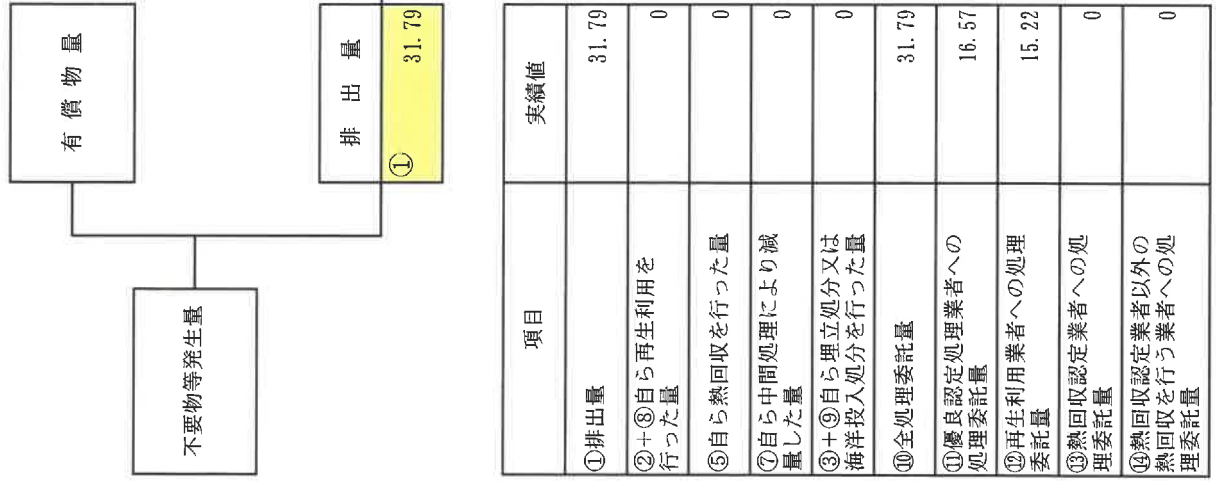 不要物等発生量
有償物量
排出量
① 31.79
項目 実績値
①排出量 31.79
②+⑧自ら再生利用を
行った量 0
⑤自ら熱回収を行った量 0
⑦自ら中間処理により減
量した量 0
③+⑨自ら埋立処分又は
海洋投入処分を行った量 0
⑩全処理委託量 31.79
⑪優良認定処理業者への
処理委託量 16.57
⑫再生利用業者への処理
委託量 15.22
⑬熱回収認定業者への処
理委託量 0
⑭熱回収認定業者以外の
熱回収を行う業者への処
理委託量 0